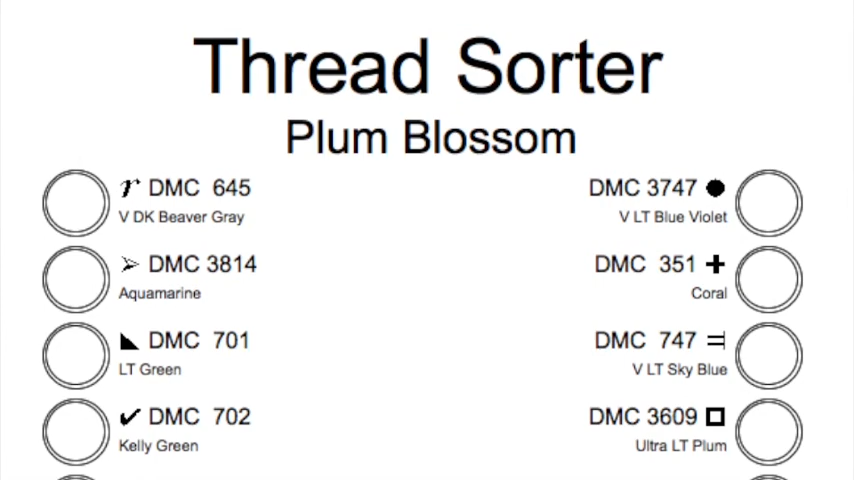 Thread Sorter
Plum Blossom
DMC 645
V DK Beaver Gray
DMC 3814
Aquamarine
DMC 701
LT Green
DMC 702
Kelly Green
DMC 3747
V LT Blue Violet
DMC 351
Coral
DMC 747
V LT Sky Blue
DMC 3609
Ultra LT Plum